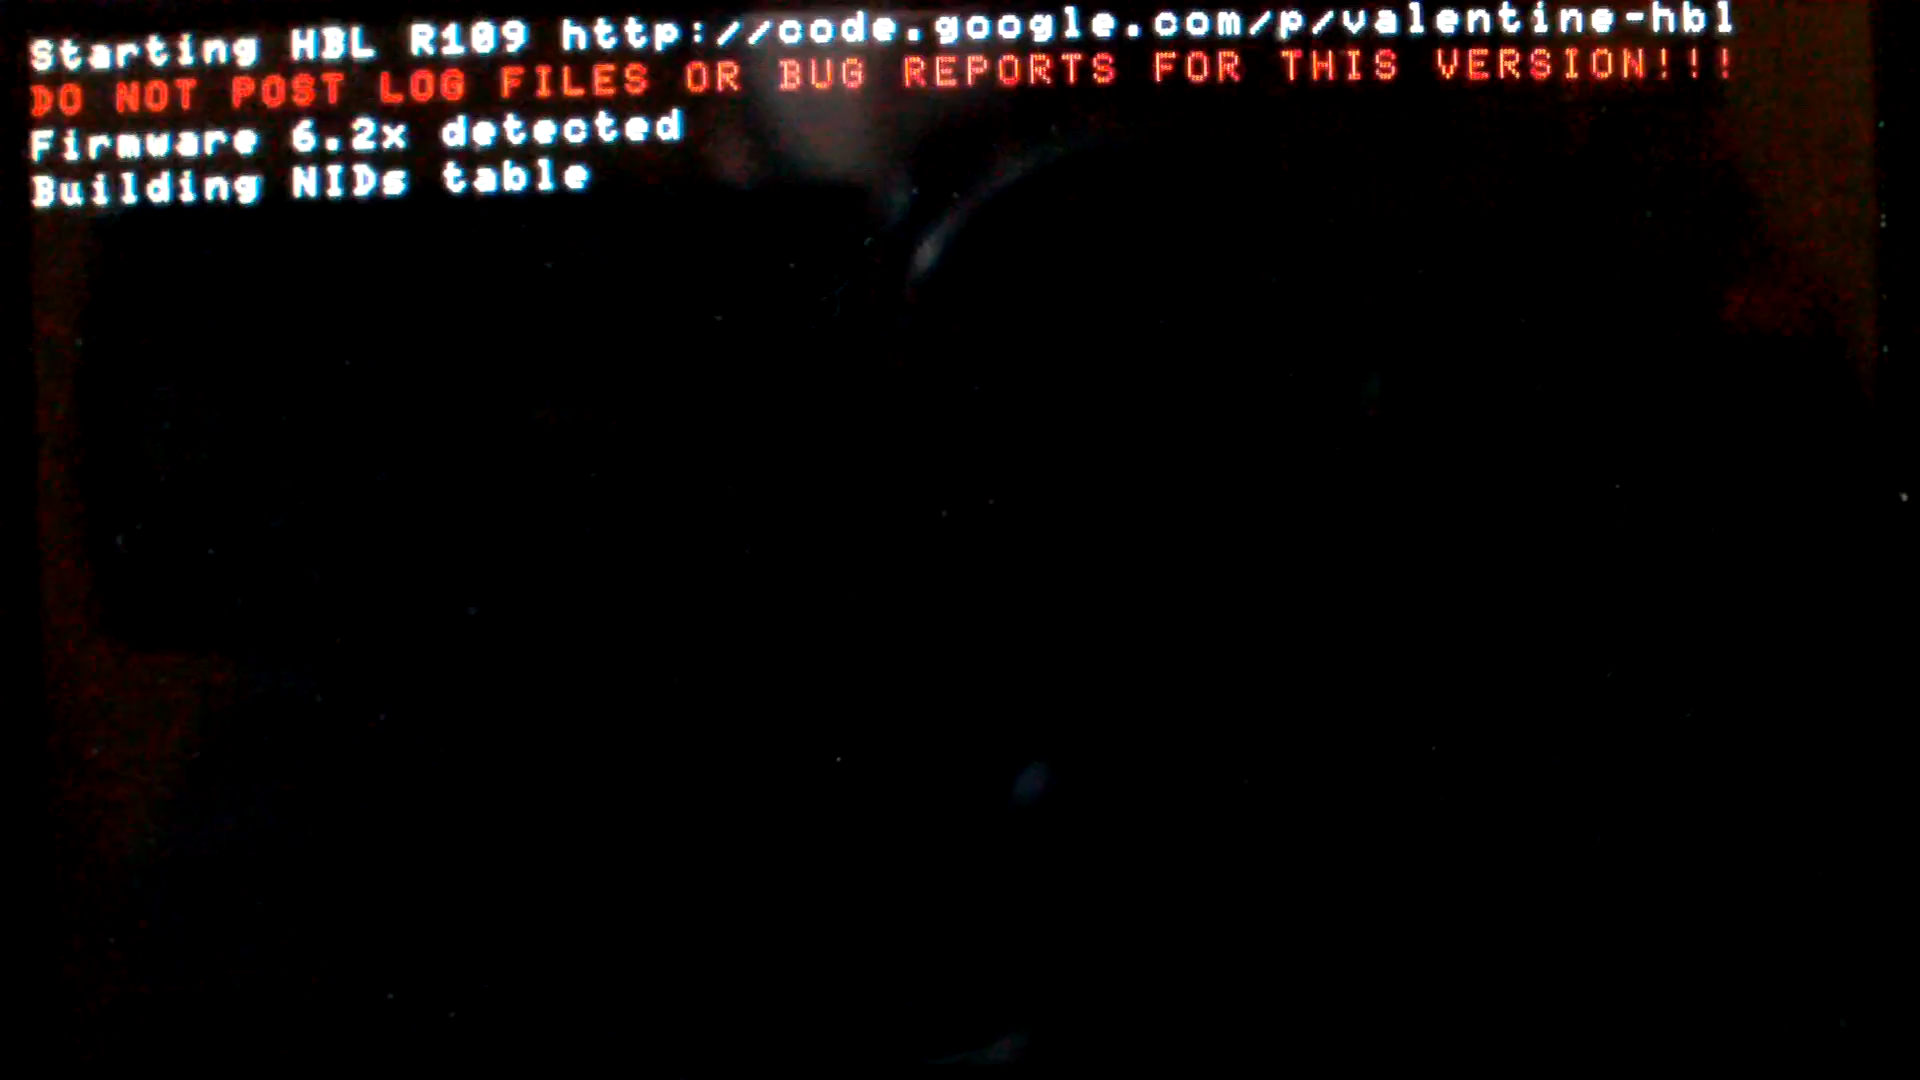 Starting HBL R109 http://code.google.com/p/valentine-hbl
DO NOT POST LOG FILES OR BUG REPORTS FOR THIS VERSION!!!
Firmware 6.2x detected
Building NIDs table